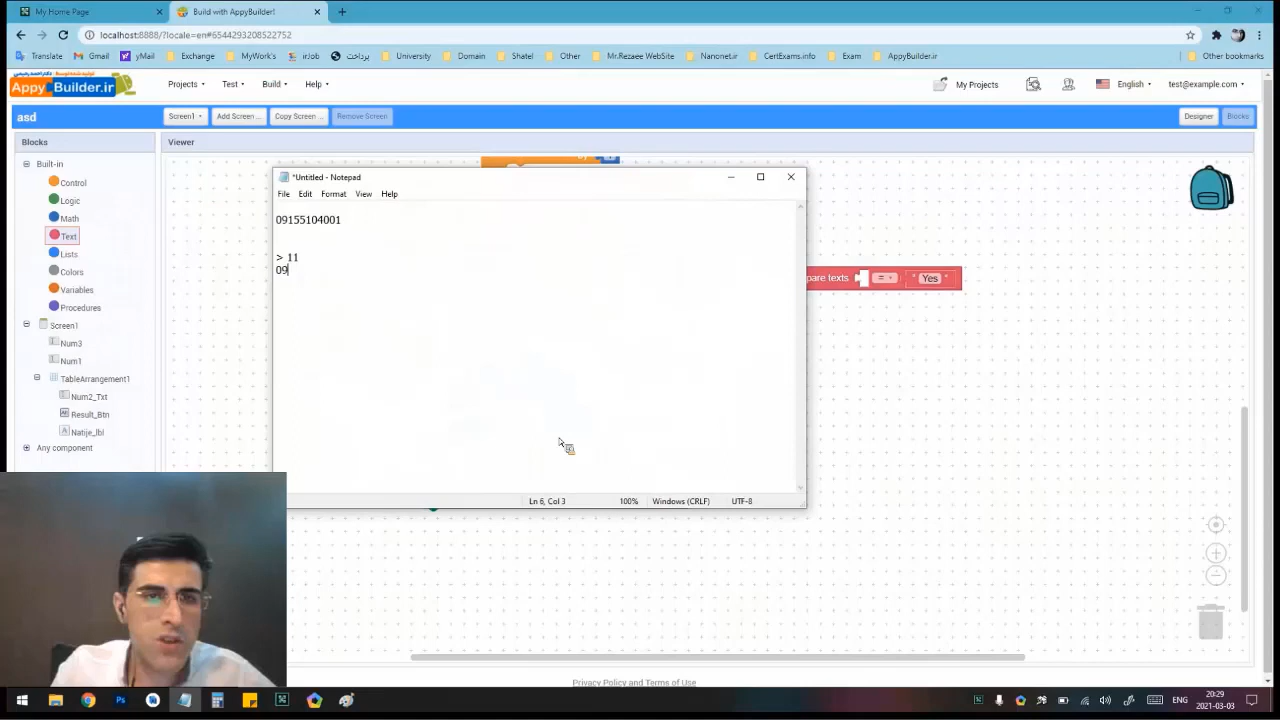 My Home Page
Build with AppyBuilder!
localhost:8888/?locale=en#6544293208522752
Translate
Gmail
yMail
Exchange
MyWork's
irJob
پرداخت
University
Domain
Shatel
Other
Mr.Rezaee WebSite
Nanonet.ir
CertExams.info
Exam
AppyBuilder.ir
Other bookmarks
AppyBuilder.ir
Projects
Test
Build
Help
My Projects
English
test@example.com
asd
Screen1
Add Screen ...
Copy Screen ...
Remove Screen
Designer
Blocks
Blocks
Viewer
Built-in
Control
Logic
Math
Text
Lists
Colors
Variables
Procedures
Screen1
Num3
Num1
TableArrangement1
Num2_Txt
Result_Btn
Natije_lbl
Any component
*Untitled - Notepad
File
Edit
Format
View
Help
09155104001
> 11
09
Ln 6, Col 3
100%
Windows (CRLF)
UTF-8
pare texts
=
" Yes "
Privacy Policy and Terms of Use
ENG
20:29
2021-03-03